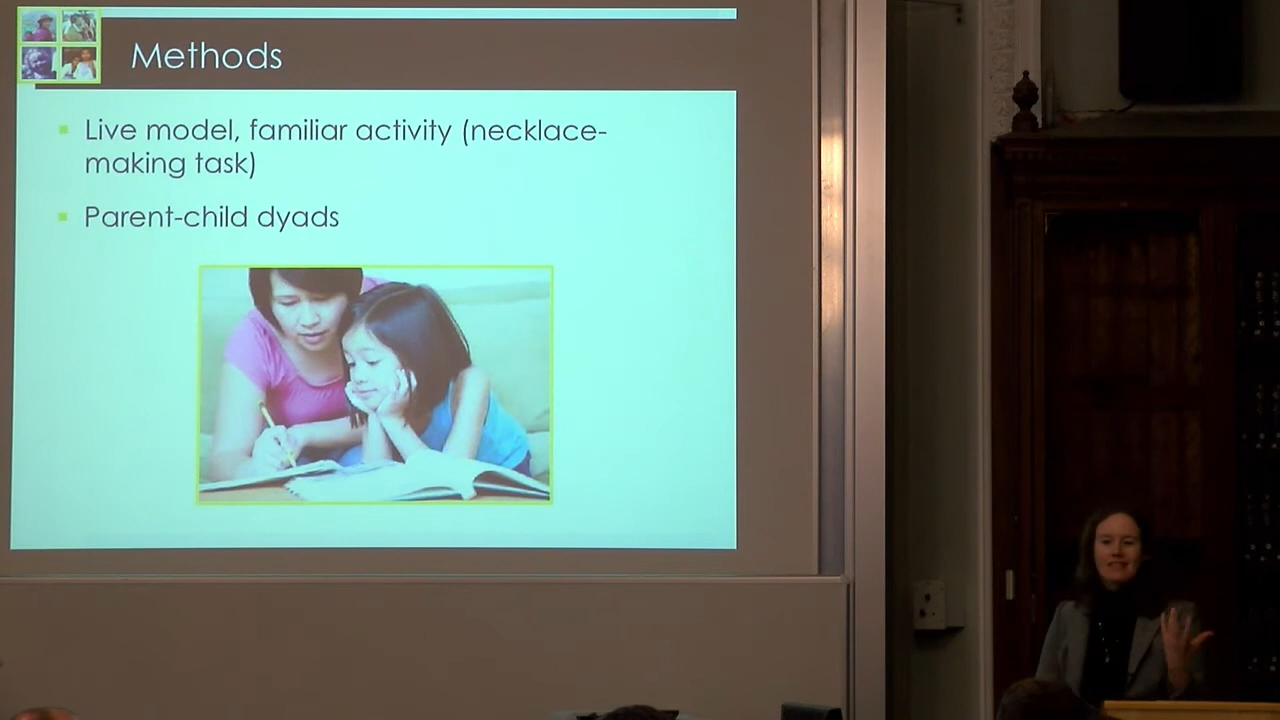 Methods
Live model, familiar activity (necklace-
making task)
Parent-child dyads